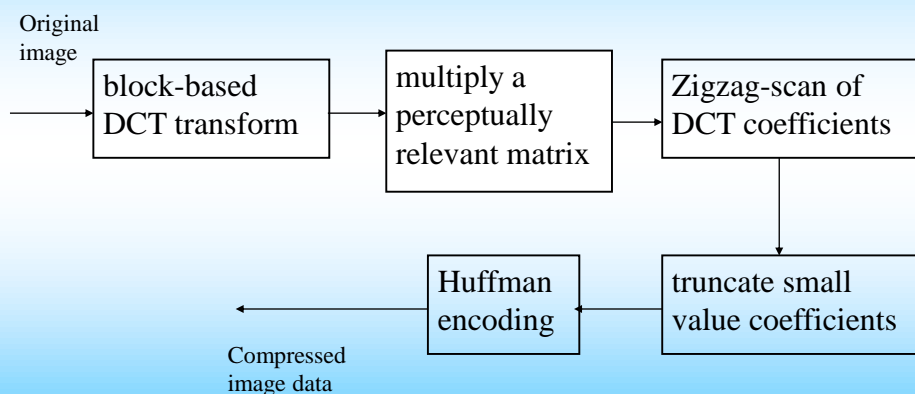 Original
image
block-based
DCT transform
multiply a
perceptually
relevant matrix
Zigzag-scan of
DCT coefficients
truncate small
value coefficients
Huffman
encoding
Compressed
image data